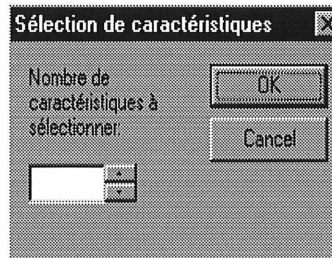 Sélection de caractéristiques
Nombre de
caractéristiques à
sélectionner:
OK
Cancel